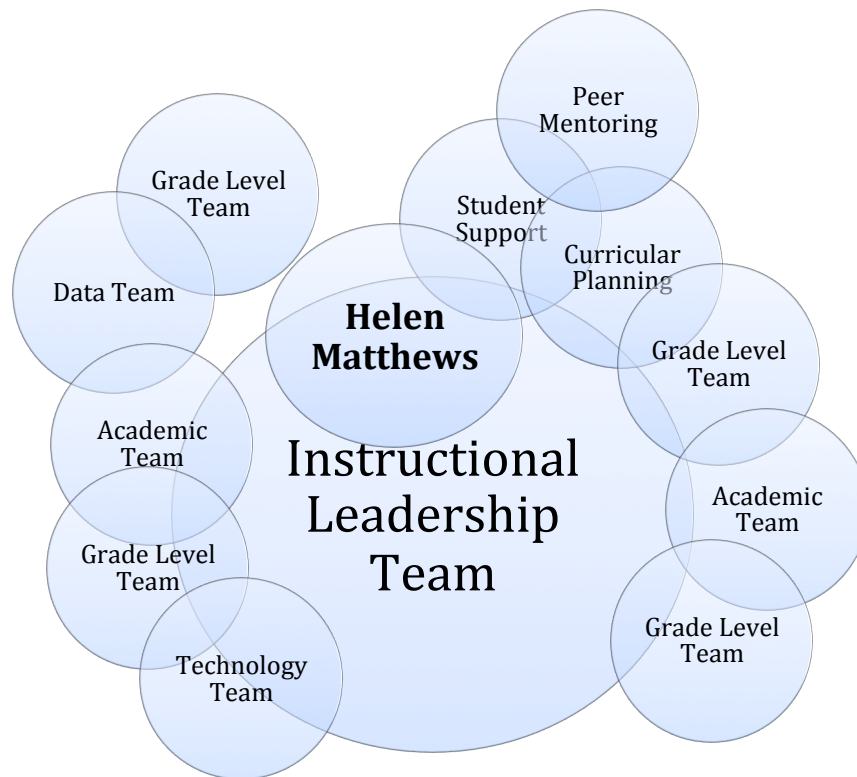 Peer
Mentoring
Grade Level
Team
Student
Support
Curricular
Planning
Data Team
Helen
Matthews
Grade Level
Team
Academic
Team
Instructional
Leadership
Team
Academic
Team
Grade Level
Team
Grade Level
Team
Technology
Team